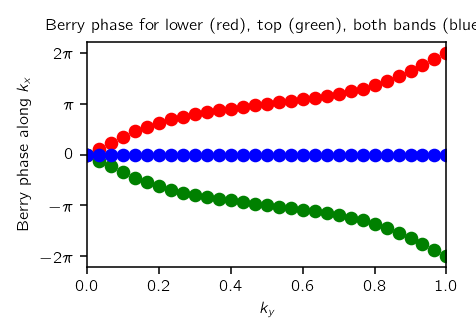 Berry phase for lower (red), top (green), both bands (blue
2π
π
0
−π
−2π
Berry phase along kₓ
0.0 0.2 0.4 0.6 0.8 1.0
k_y